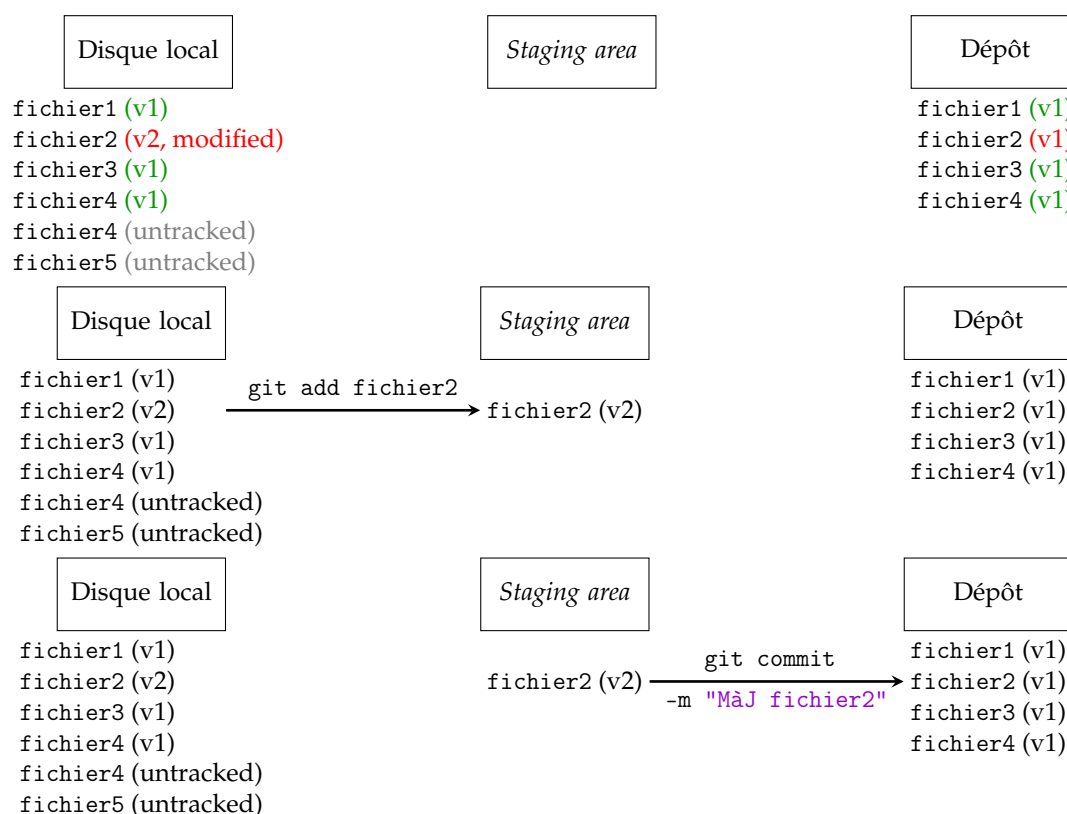 Disque local
Staging area
Dépôt
fichier1 (v1)
fichier2 (v2, modified)
fichier3 (v1)
fichier4 (v1)
fichier4 (untracked)
fichier5 (untracked)
fichier1 (v1)
fichier2 (v1)
fichier3 (v1)
fichier4 (v1)
Disque local
Staging area
Dépôt
fichier1 (v1)
fichier2 (v2)
fichier3 (v1)
fichier4 (v1)
fichier4 (untracked)
fichier5 (untracked)
git add fichier2
fichier2 (v2)
fichier1 (v1)
fichier2 (v1)
fichier3 (v1)
fichier4 (v1)
Disque local
Staging area
Dépôt
fichier1 (v1)
fichier2 (v2)
fichier3 (v1)
fichier4 (v1)
fichier4 (untracked)
fichier5 (untracked)
fichier2 (v2)
git commit
-m "MàJ fichier2"
fichier1 (v1)
fichier2 (v1)
fichier3 (v1)
fichier4 (v1)